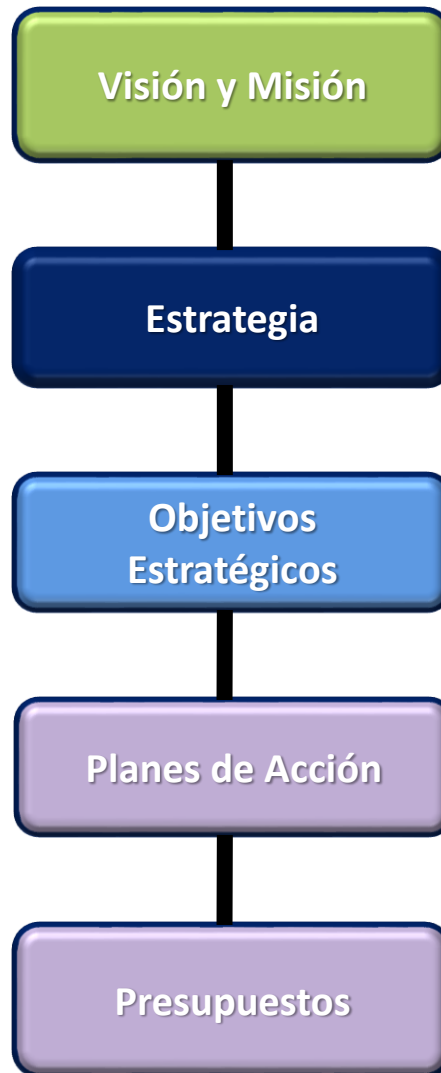 Visión y Misión
Estrategia
Objetivos
Estratégicos
Planes de Acción
Presupuestos